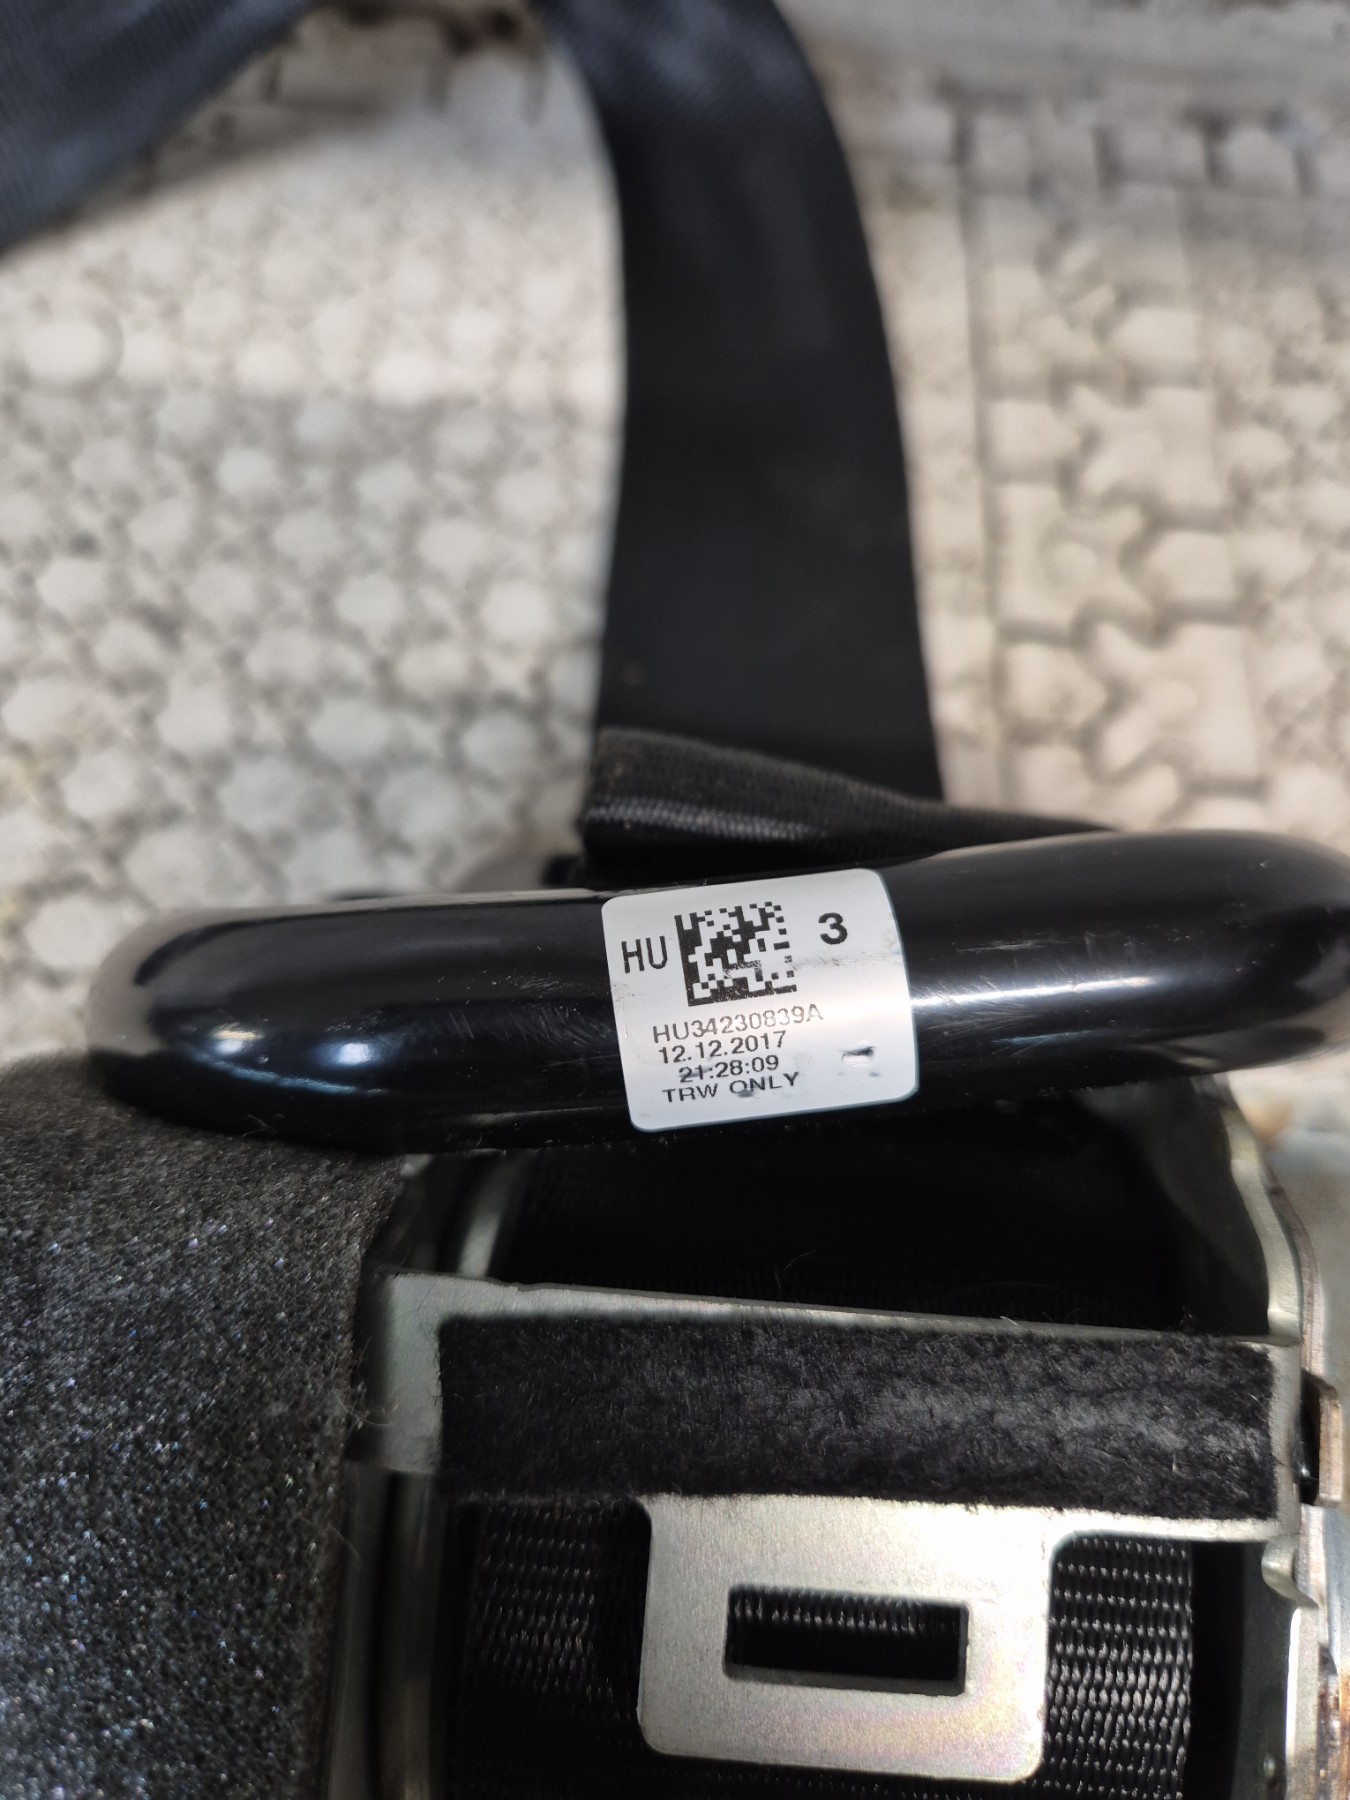 HU 3
HU34230839A
12.12.2017
21:28:09
TRW ONLY